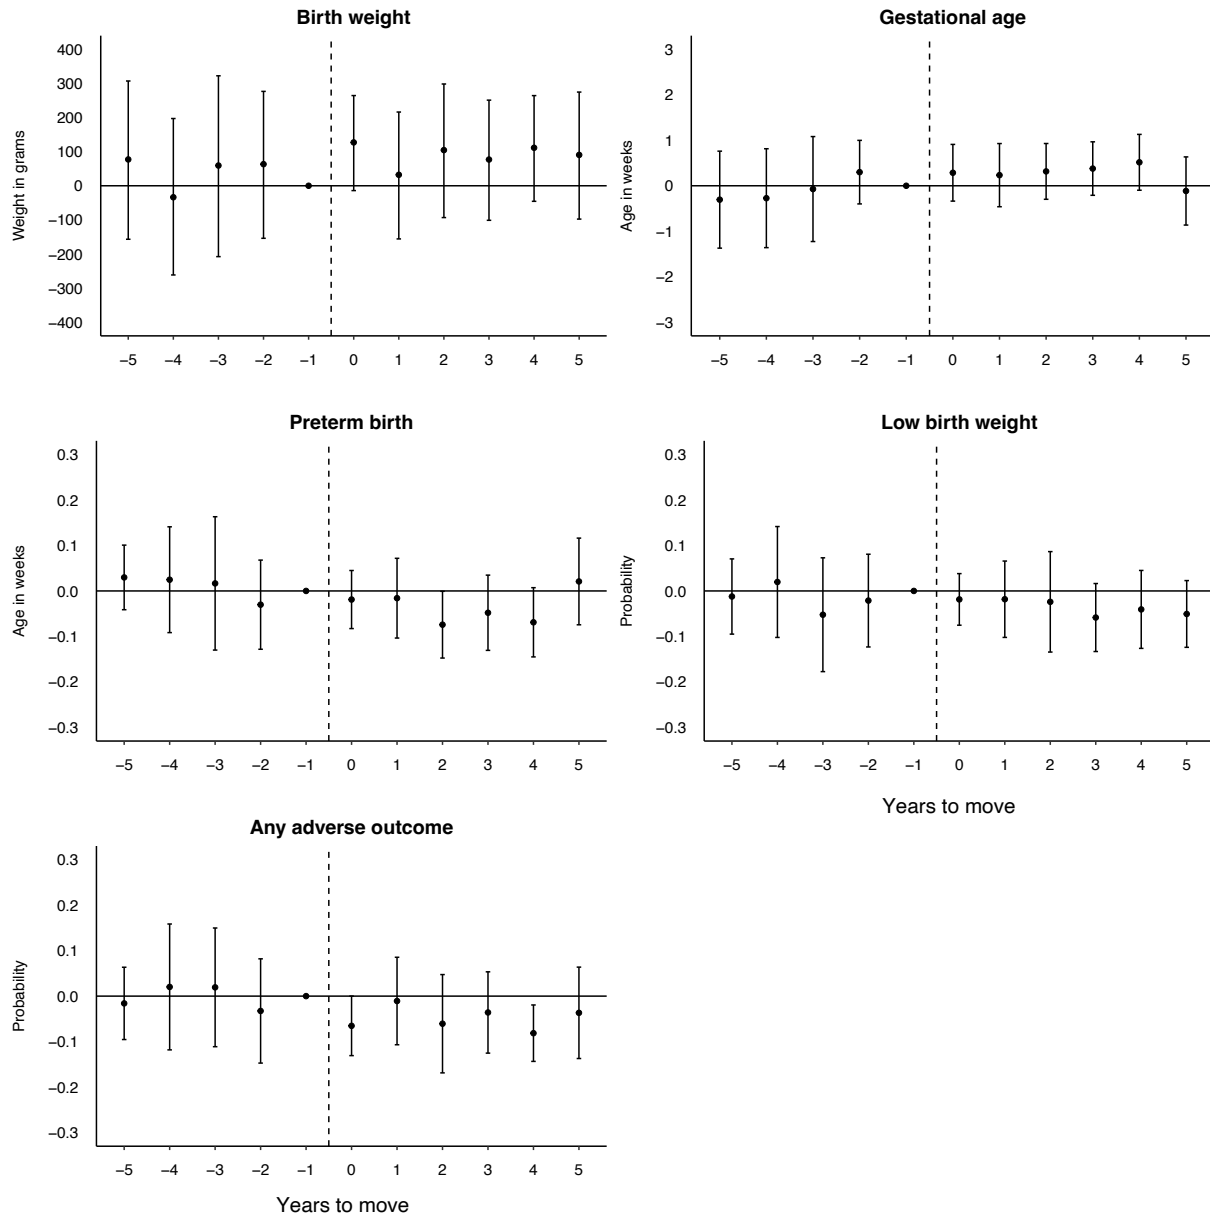 Birth weight
Weight in grams
400
300
200
100
0
−100
−200
−300
−400
−5 −4 −3 −2 −1 0 1 2 3 4 5
Gestational age
Age in weeks
3
2
1
0
−1
−2
−3
−5 −4 −3 −2 −1 0 1 2 3 4 5
Preterm birth
Age in weeks
0.3
0.2
0.1
0.0
−0.1
−0.2
−0.3
−5 −4 −3 −2 −1 0 1 2 3 4 5
Low birth weight
Probability
0.3
0.2
0.1
0.0
−0.1
−0.2
−0.3
−5 −4 −3 −2 −1 0 1 2 3 4 5
Years to move
Any adverse outcome
Probability
0.3
0.2
0.1
0.0
−0.1
−0.2
−0.3
−5 −4 −3 −2 −1 0 1 2 3 4 5
Years to move